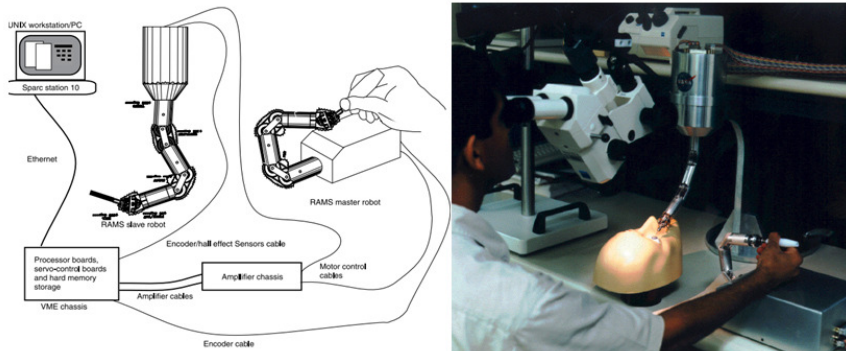 UNIX workstation/PC
Sparc station 10
Ethernet
RAMS slave robot
RAMS master robot
Encoder/hall effect Sensors cable
Processor boards,
servo-control boards
and hard memory
storage
VME chassis
Amplifier cables
Amplifier chassis
Motor control
cables
Encoder cable